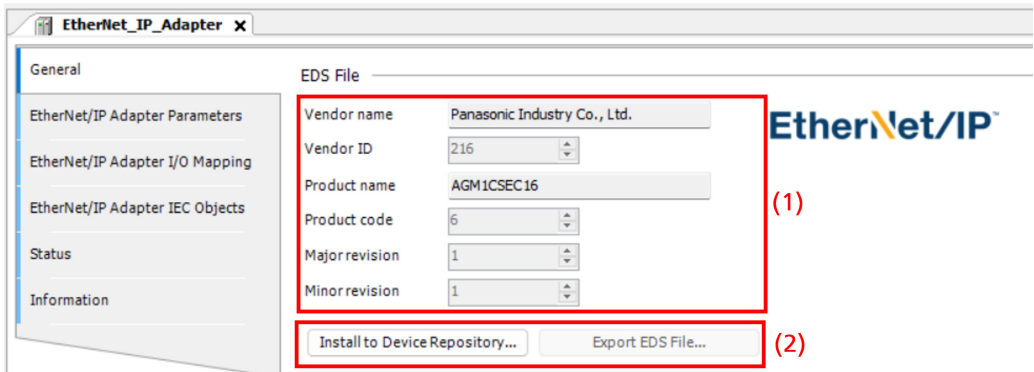 EtherNet_IP_Adapter X
General
EtherNet/IP Adapter Parameters
EtherNet/IP Adapter I/O Mapping
EtherNet/IP Adapter IEC Objects
Status
Information
EDS File
Vendor name Panasonic Industry Co., Ltd.
Vendor ID 216
Product name AGM1CSEC16
Product code 6
Major revision 1
Minor revision 1
(1)
EtherNet/IP™
Install to Device Repository... Export EDS File...
(2)